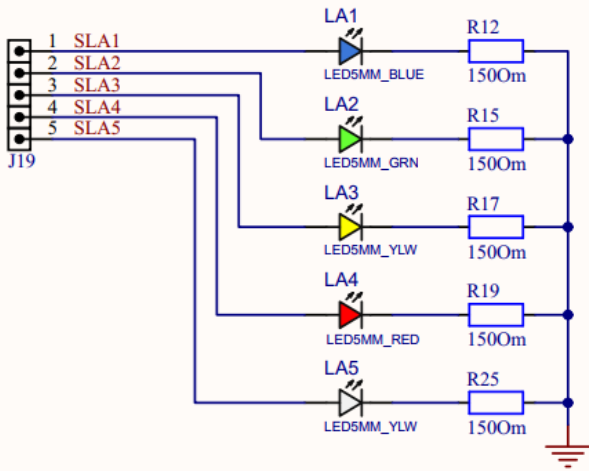 LA1
R12
1 SLA1
LED5MM_BLUE
150Om
2 SLA2
3 SLA3
4 SLA4
5 SLA5
J19
LA2
R15
LED5MM_GRN
150Om
LA3
R17
LED5MM_YLW
150Om
LA4
R19
LED5MM_RED
150Om
LA5
R25
LED5MM_YLW
150Om